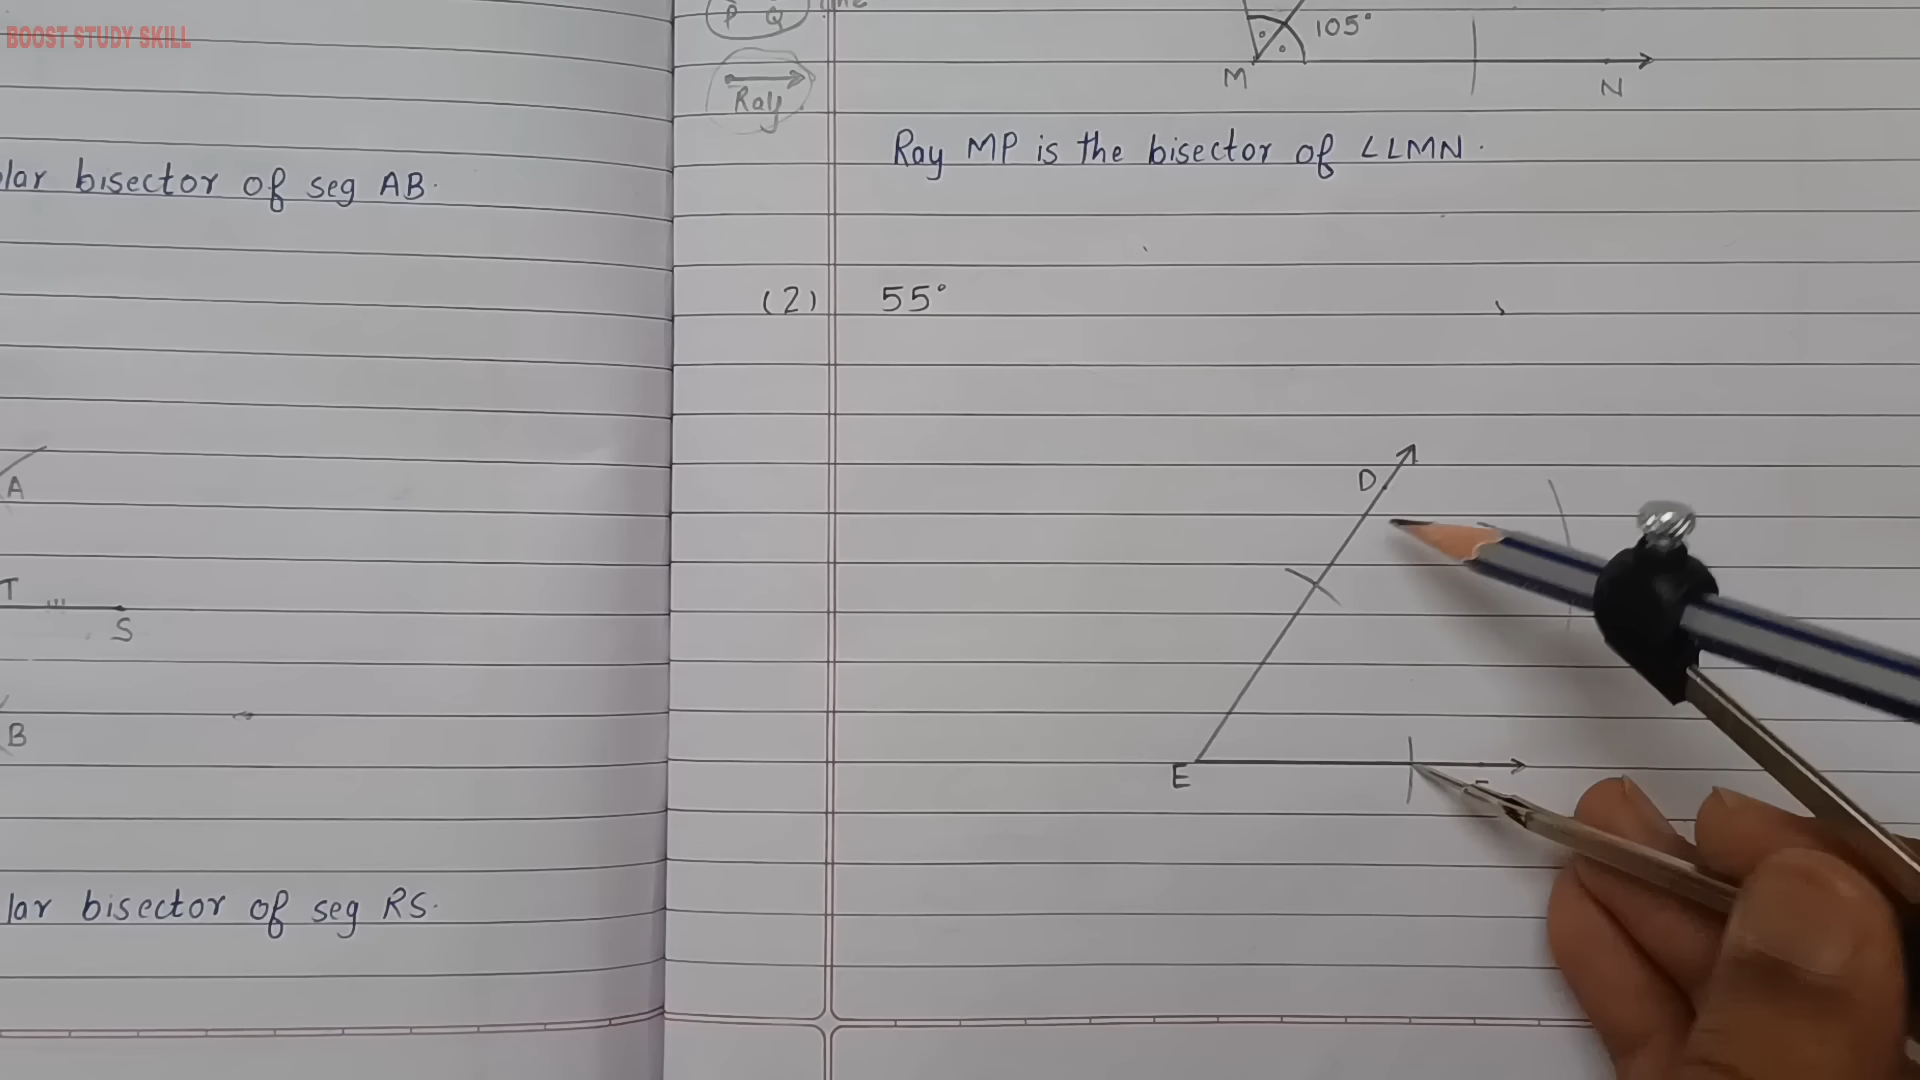 BOOST STUDY SKILL
lar bisector of seg AB.
A
T
S
B
lar bisector of seg RS.
P Q
Ray
105°
M
N
Ray MP is the bisector of ∠LMN.
(2) 55°
D
E